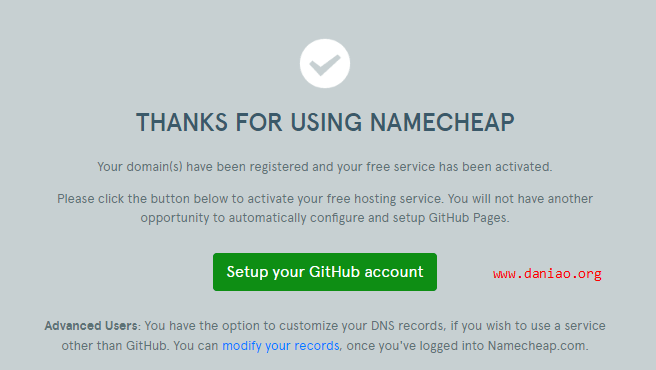 THANKS FOR USING NAMECHEAP
Your domain(s) have been registered and your free service has been activated.
Please click the button below to activate your free hosting service. You will not have another
opportunity to automatically configure and setup GitHub Pages.
Setup your GitHub account
www.daniao.org
Advanced Users: You have the option to customize your DNS records, if you wish to use a service
other than GitHub. You can modify your records, once you've logged into Namecheap.com.